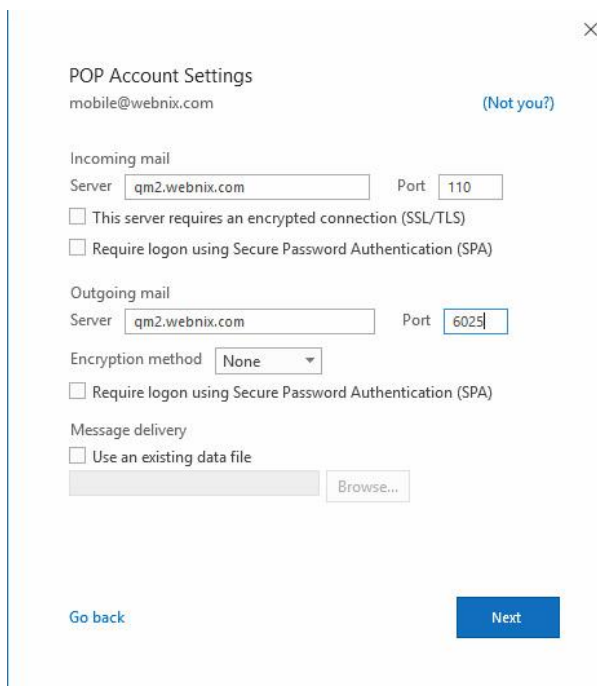 POP Account Settings
mobile@webnix.com (Not you?)
Incoming mail
Server qm2.webnix.com Port 110
This server requires an encrypted connection (SSL/TLS)
Require logon using Secure Password Authentication (SPA)
Outgoing mail
Server qm2.webnix.com Port 6025
Encryption method None
Require logon using Secure Password Authentication (SPA)
Message delivery
Use an existing data file
Browse...
Go back Next